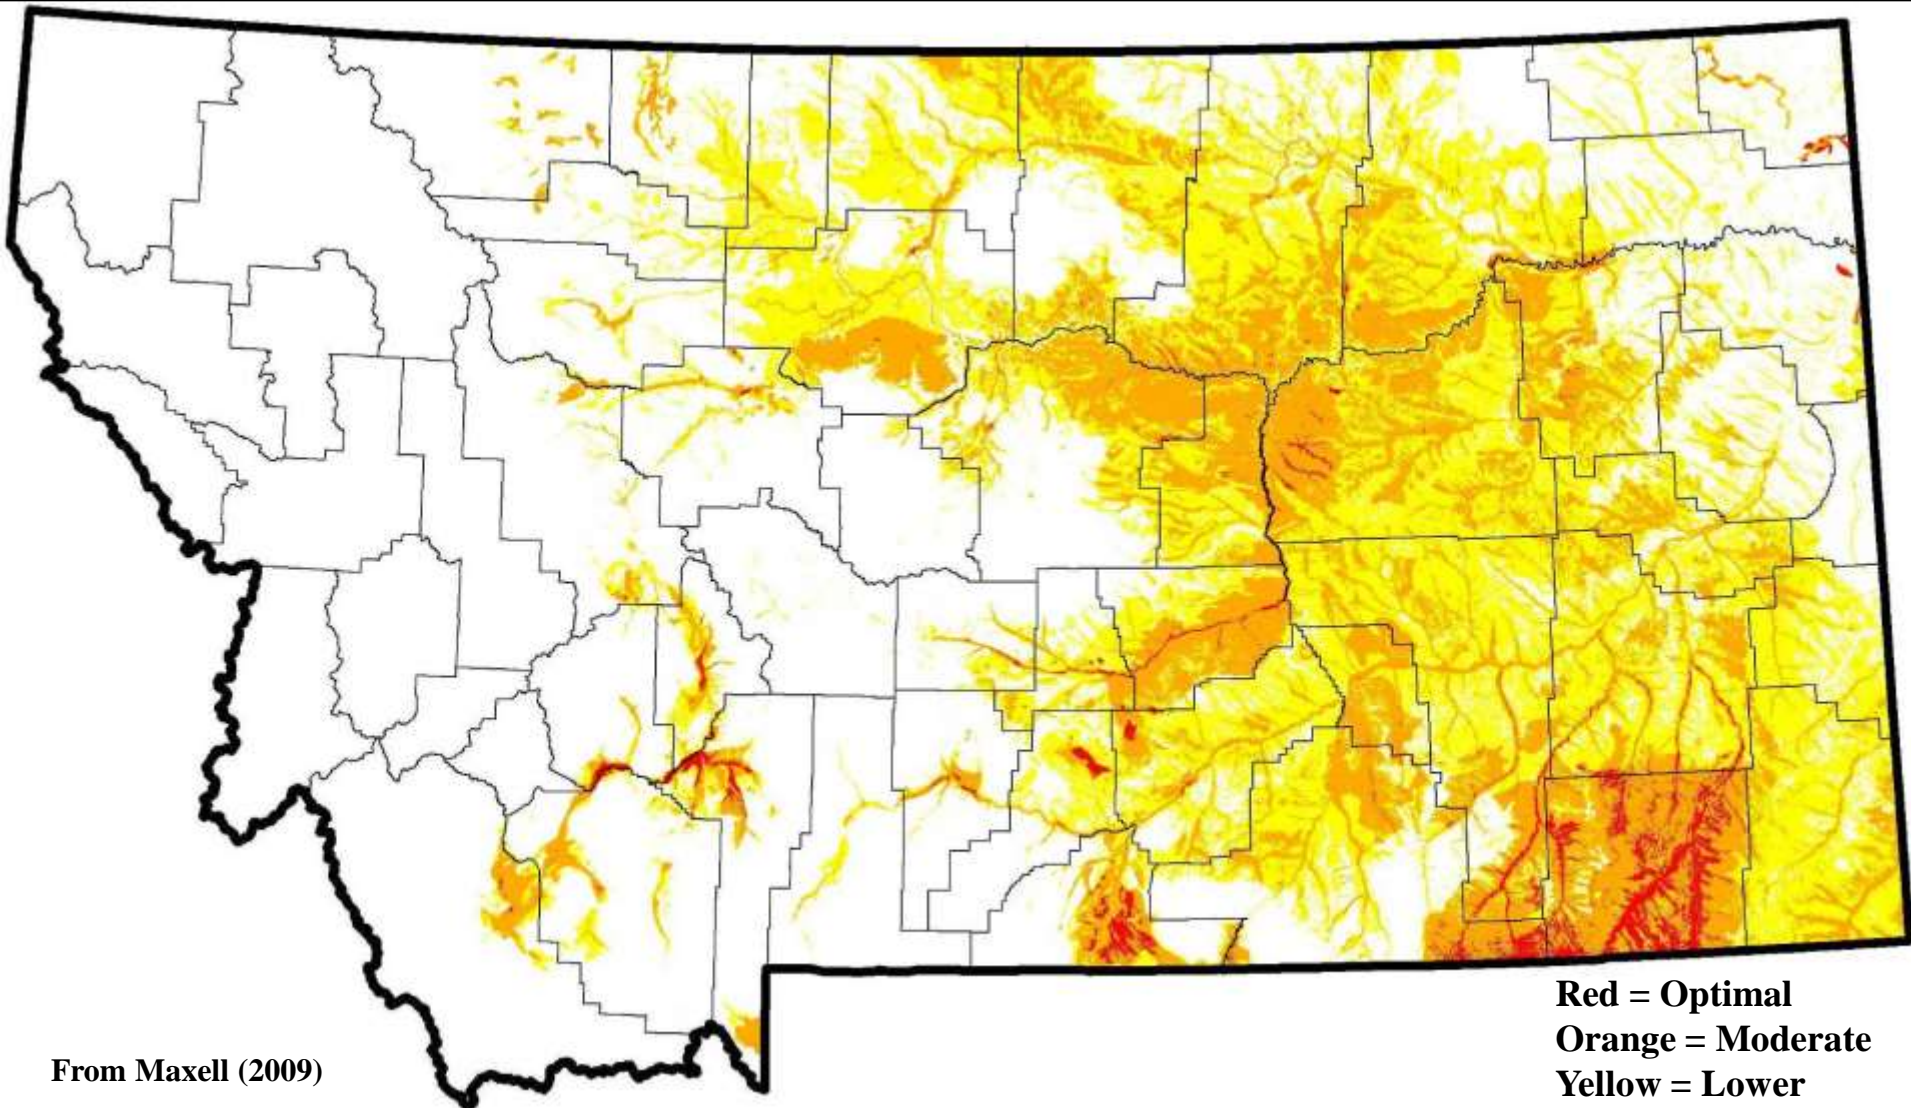 Red = Optimal
Orange = Moderate
Yellow = Lower
From Maxell (2009)